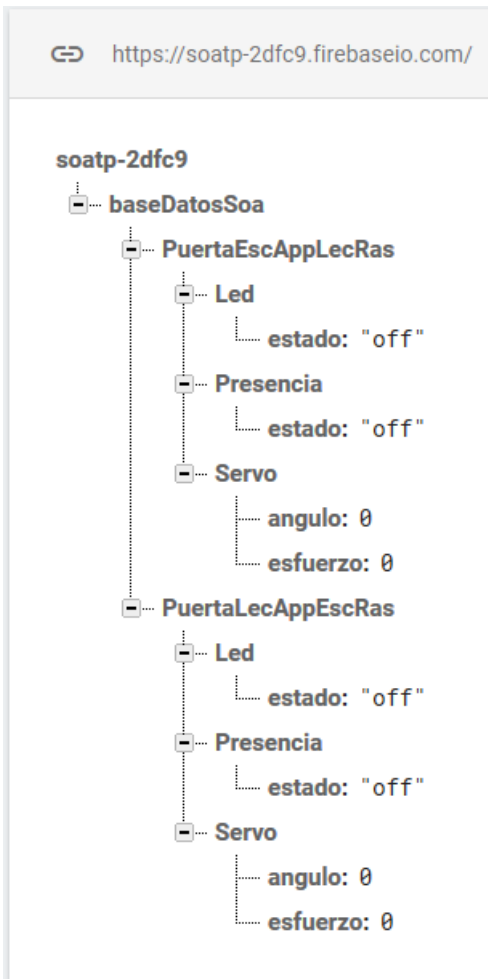 https://soatp-2dfc9.firebaseio.com/
soatp-2dfc9
baseDatosSoa
PuertaEscAppLecRas
Led
estado: "off"
Presencia
estado: "off"
Servo
angulo: 0
esfuerzo: 0
PuertaLecAppEscRas
Led
estado: "off"
Presencia
estado: "off"
Servo
angulo: 0
esfuerzo: 0